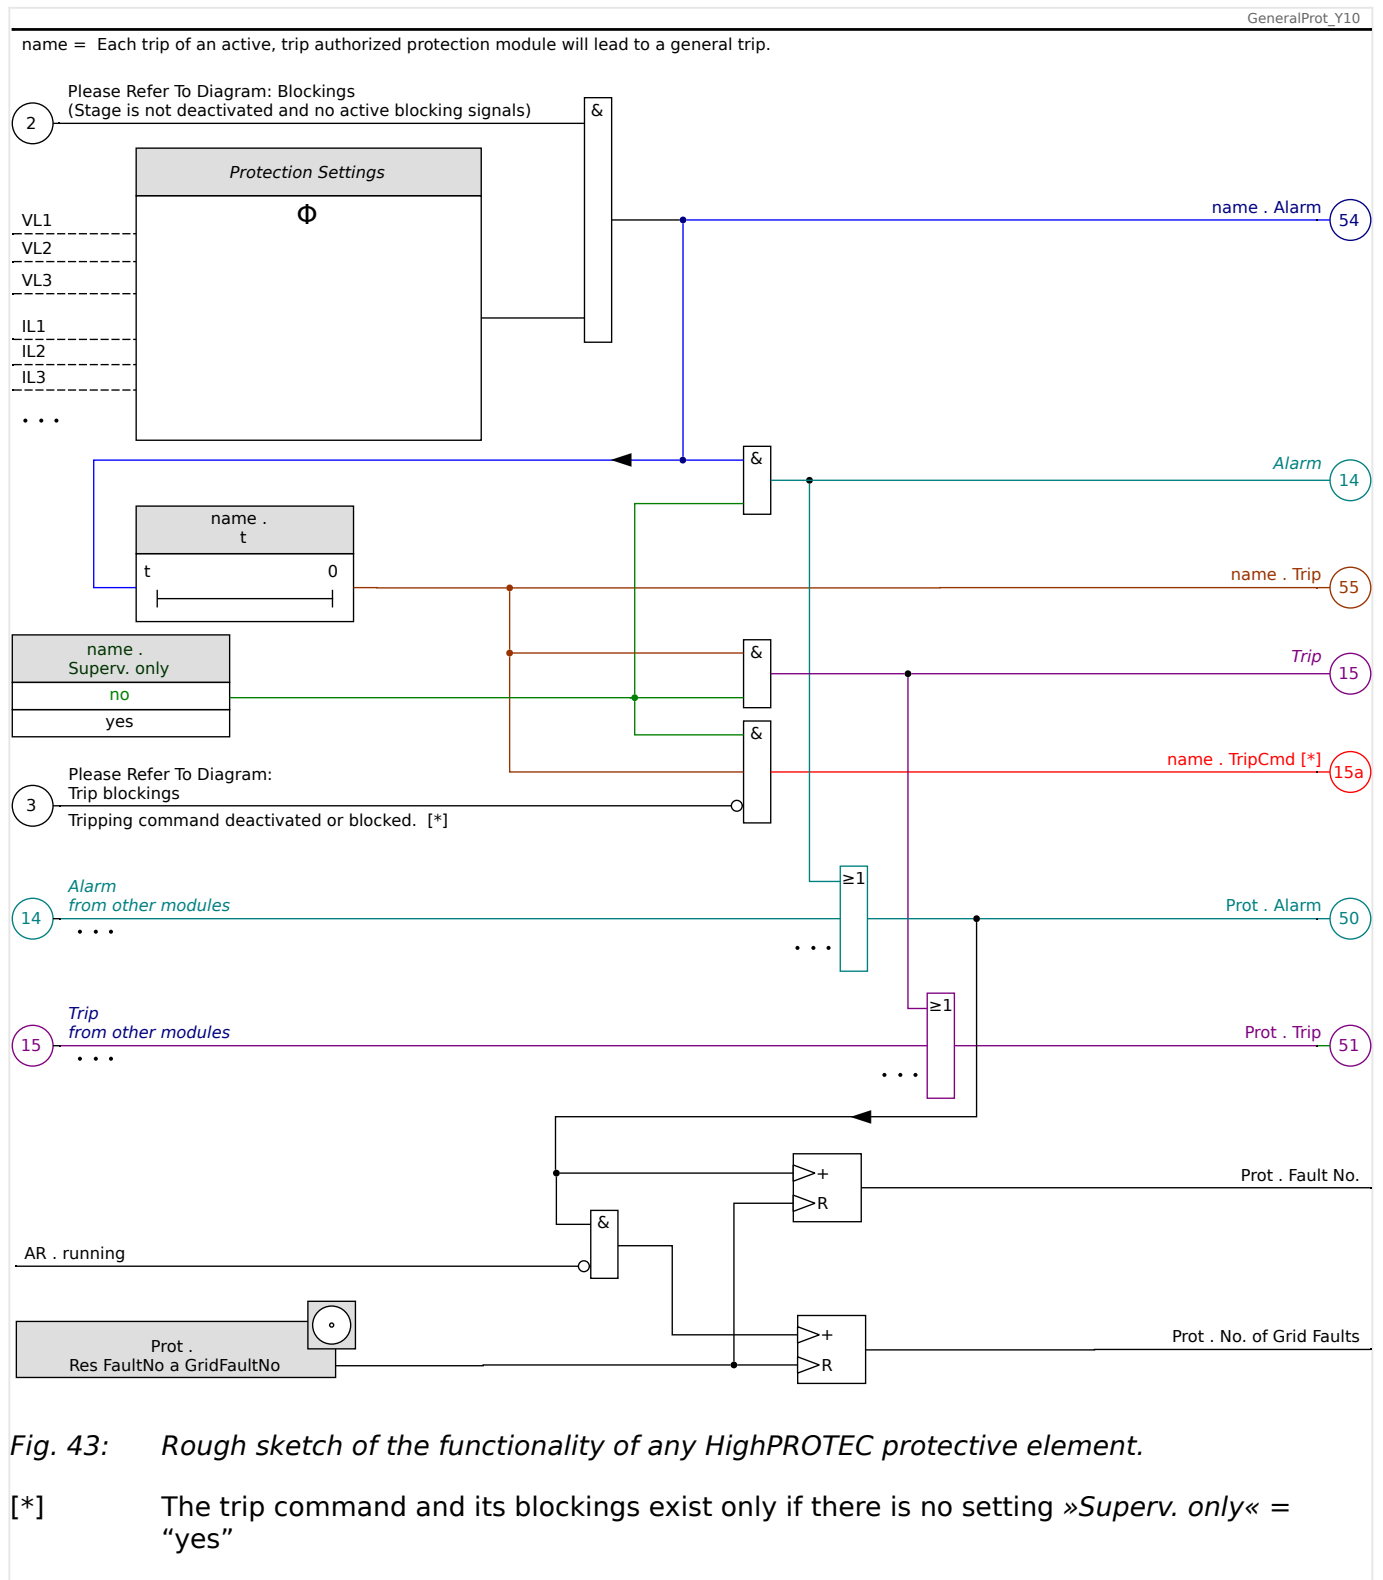 GeneralProt_Y10
name =  Each trip of an active, trip authorized protection module will lead to a general trip.
Please Refer To Diagram: Blockings
(Stage is not deactivated and no active blocking signals)
&
2
Protection Settings
Φ
name . Alarm
54
VL1
VL2
VL3
IL1
IL2
IL3
. . .
&
Alarm
14
name .
t
t
0
name . Trip
55
name .
Superv. only
no
yes
&
Trip
15
&
name . TripCmd [*]
15a
Please Refer To Diagram:
Trip blockings
3
Tripping command deactivated or blocked.  [*]
≥1
Alarm
from other modules
14
. . .
. . .
Prot . Alarm
50
≥1
Trip
from other modules
15
. . .
. . .
Prot . Trip
51
+
R
Prot . Fault No.
&
AR . running
Prot .
Res FaultNo a GridFaultNo
+
R
Prot . No. of Grid Faults
Fig. 43: Rough sketch of the functionality of any HighPROTEC protective element.
[*] The trip command and its blockings exist only if there is no setting »Superv. only« =
“yes”